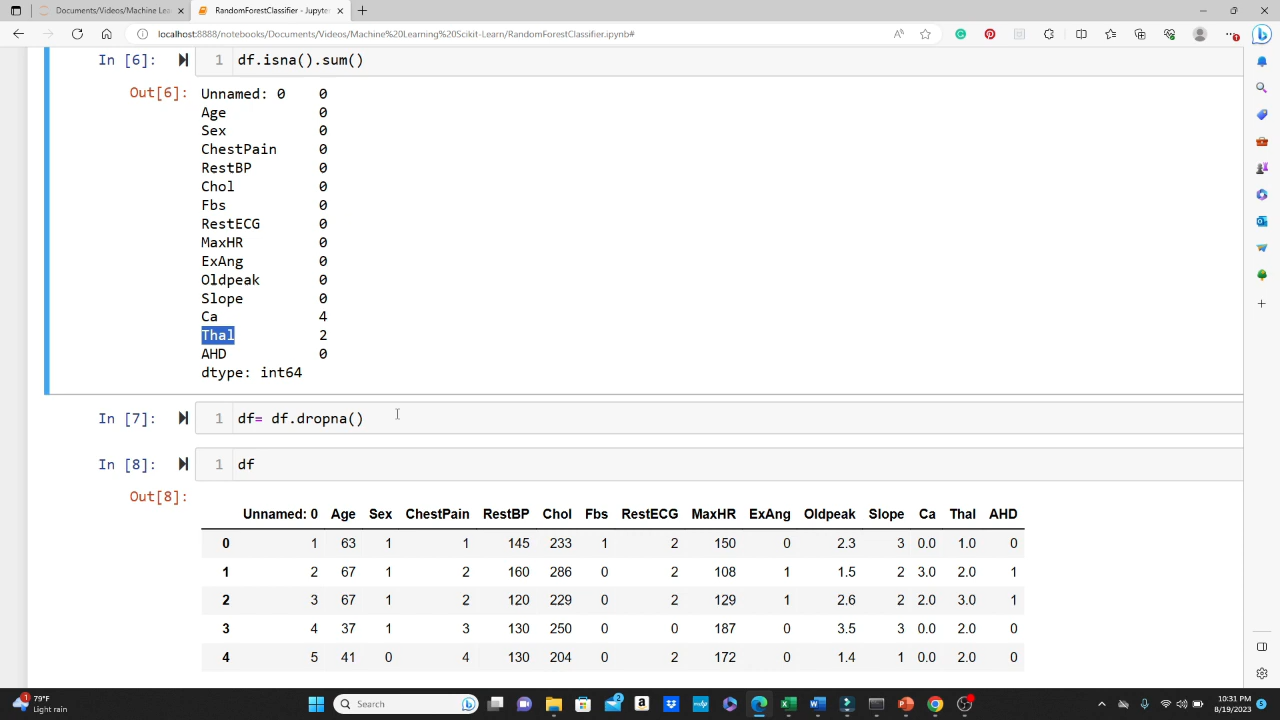 Documents/Videos/Machine Lea
RandomForestClassifier - Jupyte
localhost:8888/notebooks/Documents/Videos/Machine%20Learning%20Scikit-Learn/RandomForestClassifier.ipynb#
In [6]: 1 df.isna().sum()
Out[6]: Unnamed: 0 0
Age 0
Sex 0
ChestPain 0
RestBP 0
Chol 0
Fbs 0
RestECG 0
MaxHR 0
ExAng 0
Oldpeak 0
Slope 0
Ca 4
Thal 2
AHD 0
dtype: int64
In [7]: 1 df= df.dropna()
In [8]: 1 df
Out[8]:
Unnamed: 0 Age Sex ChestPain RestBP Chol Fbs RestECG MaxHR ExAng Oldpeak Slope Ca Thal AHD
0 1 63 1 1 145 233 1 2 150 0 2.3 3 0.0 1.0 0
1 2 67 1 2 160 286 0 2 108 1 1.5 2 3.0 2.0 1
2 3 67 1 2 120 229 0 2 129 1 2.6 2 2.0 3.0 1
3 4 37 1 3 130 250 0 0 187 0 3.5 3 0.0 2.0 0
4 5 41 0 4 130 204 0 2 172 0 1.4 1 0.0 2.0 0
79°F
Light rain
Search
10:31 PM
8/19/2023